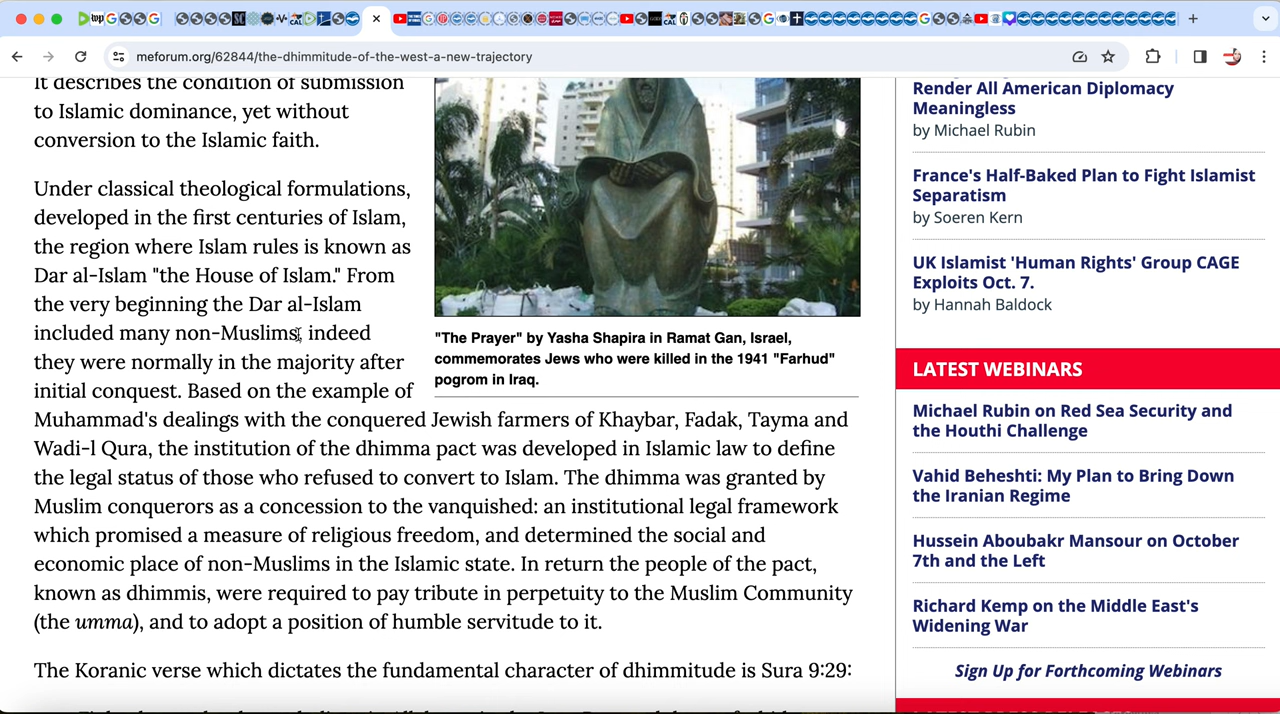 meforum.org/62844/the-dhimmitude-of-the-west-a-new-trajectory
It describes the condition of submission
to Islamic dominance, yet without
conversion to the Islamic faith.
Under classical theological formulations,
developed in the first centuries of Islam,
the region where Islam rules is known as
Dar al-Islam "the House of Islam." From
the very beginning the Dar al-Islam
included many non-Muslims; indeed
they were normally in the majority after
initial conquest. Based on the example of
Muhammad's dealings with the conquered Jewish farmers of Khaybar, Fadak, Tayma and
Wadi-l Qura, the institution of the dhimma pact was developed in Islamic law to define
the legal status of those who refused to convert to Islam. The dhimma was granted by
Muslim conquerors as a concession to the vanquished: an institutional legal framework
which promised a measure of religious freedom, and determined the social and
economic place of non-Muslims in the Islamic state. In return the people of the pact,
known as dhimmis, were required to pay tribute in perpetuity to the Muslim Community
(the umma), and to adopt a position of humble servitude to it.
The Koranic verse which dictates the fundamental character of dhimmitude is Sura 9:29:
"The Prayer" by Yasha Shapira in Ramat Gan, Israel,
commemorates Jews who were killed in the 1941 "Farhud"
pogrom in Iraq.
Render All American Diplomacy
Meaningless
by Michael Rubin
France's Half-Baked Plan to Fight Islamist
Separatism
by Soeren Kern
UK Islamist 'Human Rights' Group CAGE
Exploits Oct. 7.
by Hannah Baldock
LATEST WEBINARS
Michael Rubin on Red Sea Security and
the Houthi Challenge
Vahid Beheshti: My Plan to Bring Down
the Iranian Regime
Hussein Aboubakr Mansour on October
7th and the Left
Richard Kemp on the Middle East's
Widening War
Sign Up for Forthcoming Webinars